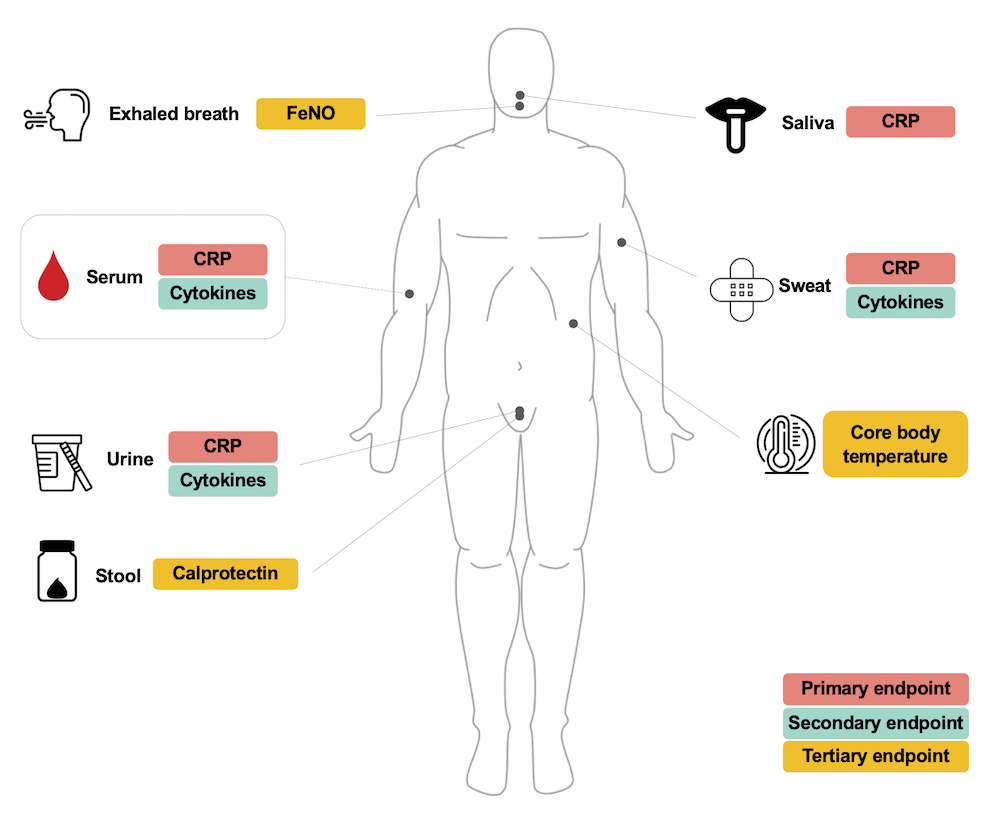 Exhaled breath
FeNO
Saliva
CRP
Serum
CRP
Cytokines
Sweat
CRP
Cytokines
Urine
CRP
Cytokines
Core body
temperature
Stool
Calprotectin
Primary endpoint
Secondary endpoint
Tertiary endpoint